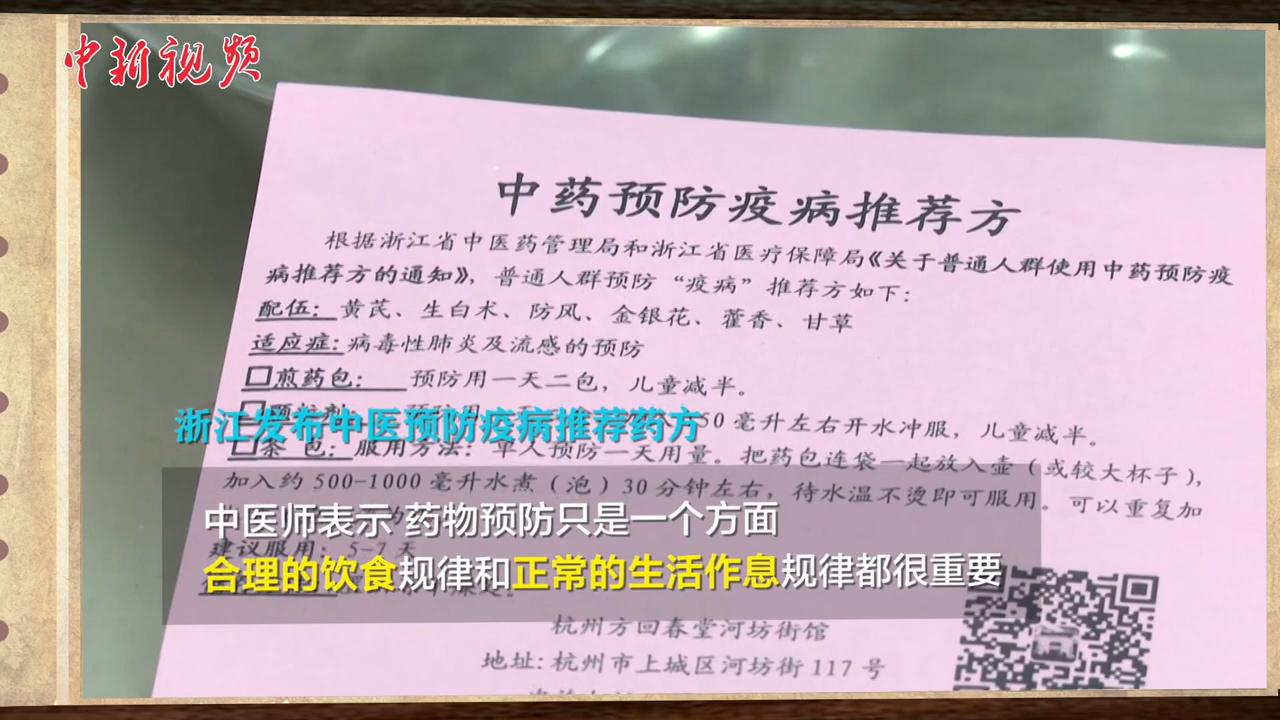 中新视频
中药预防疫病推荐方
根据浙江省中医药管理局和浙江省医疗保障局《关于普通人群使用中药预防疫
病推荐方的通知》，普通人群预防“疫病”推荐方如下：
配伍：黄芪、生白术、防风、金银花、藿香、甘草
适应症：病毒性肺炎及流感的预防
煎药包： 预防用一天二包，儿童减半。
50毫升左右开水冲服，儿童减半。
浙江发布中医预防疫病推荐药方
茶 包：服用方法：单人预防一天用量。把药包连袋一起放入壶（或较大杯子），
加入约500-1000毫升水煮（泡）30分钟左右，待水温不烫即可服用。可以重复加
中医师表示 药物预防只是一个方面
建议服用：5-7天
合理的饮食规律和正常的生活作息规律都很重要
杭州方回春堂河坊街馆
地址：杭州市上城区河坊街117号